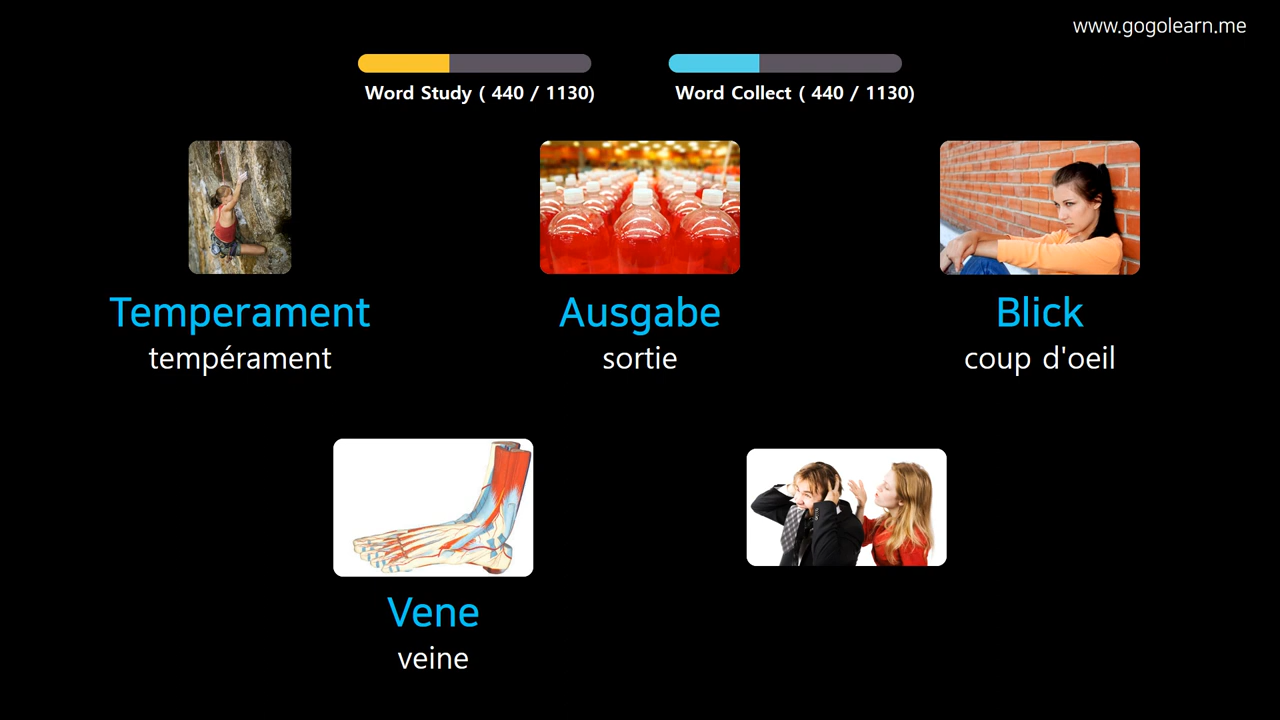 www.gogolearn.me
Word Study ( 440 / 1130)
Word Collect ( 440 / 1130)
Temperament
tempérament
Ausgabe
sortie
Blick
coup d'oeil
Vene
veine